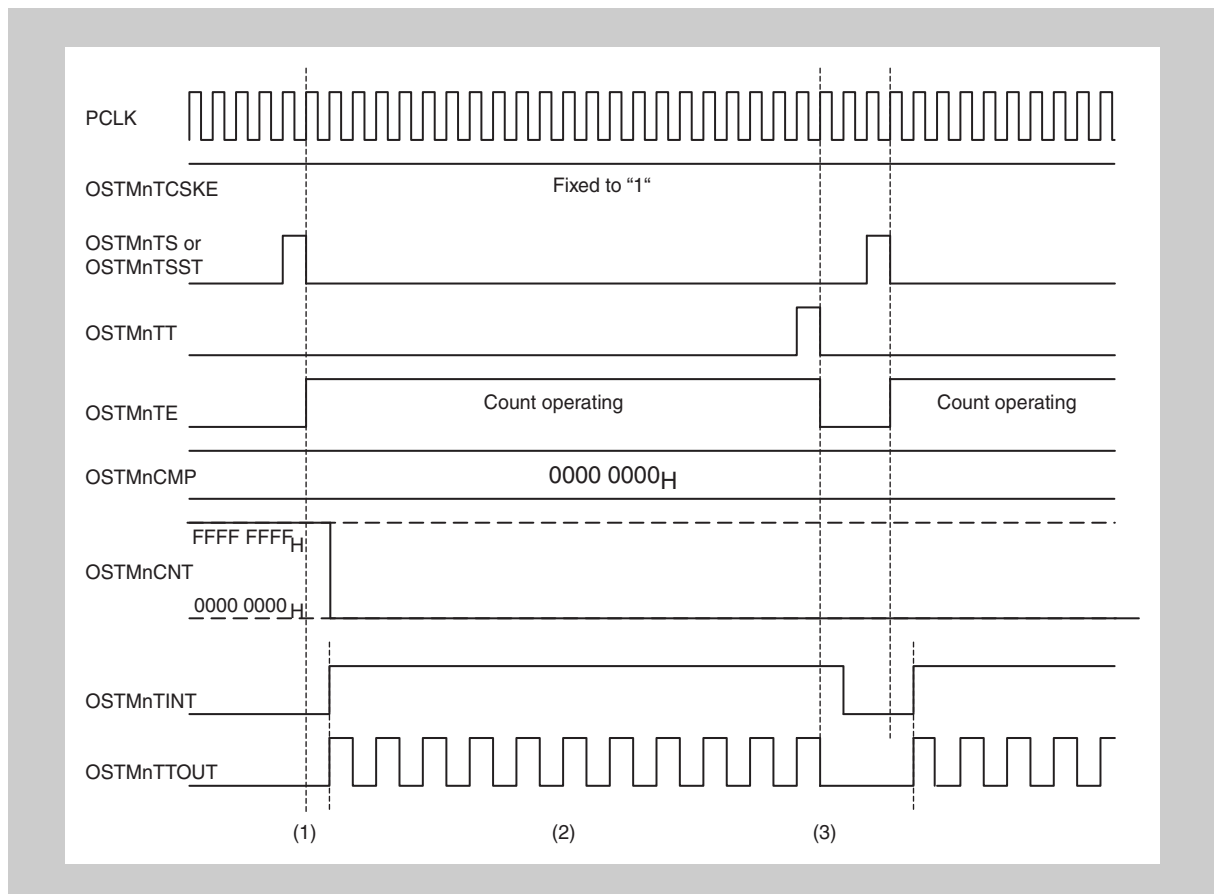 PCLK
OSTMnTCSKE
Fixed to “1“
OSTMnTS or
OSTMnTSST
OSTMnTT
OSTMnTE
Count operating
Count operating
OSTMnCMP
0000 0000H
FFFF FFFFH
OSTMnCNT
0000 0000H
OSTMnTINT
OSTMnTTOUT
(1) (2) (3)